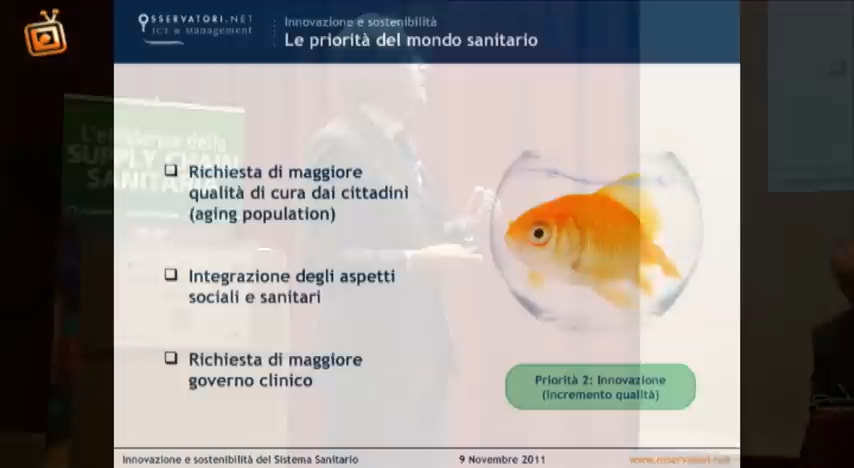 OSSERVATORI.NET
ICT & Management
Innovazione e sostenibilità
Le priorità del mondo sanitario
L'efficienza della
SUPPLY CHAIN
SANITARIA
❑ Richiesta di maggiore
qualità di cura dai cittadini
(aging population)
❑ Integrazione degli aspetti
sociali e sanitari
❑ Richiesta di maggiore
governo clinico
Priorità 2: Innovazione
(incremento qualità)
Innovazione e sostenibilità del Sistema Sanitario
9 Novembre 2011
www.osservatori.net